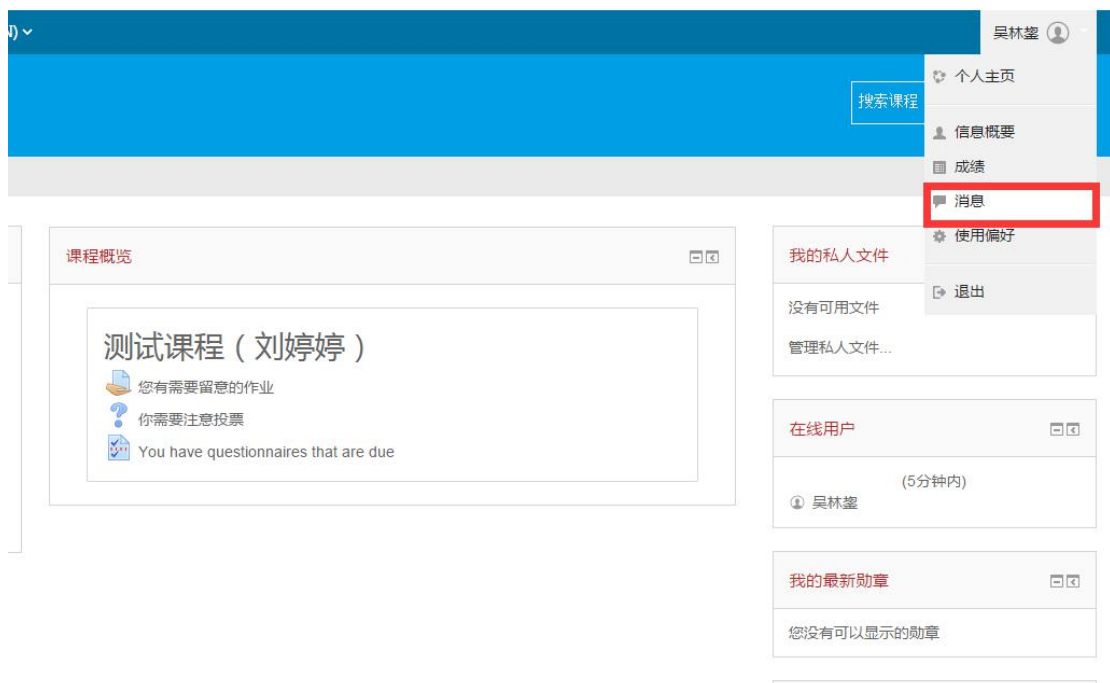 N)
吴林鋆
个人主页
搜索课程
信息概要
成绩
消息
使用偏好
退出
课程概览
测试课程(刘婷婷)
您有需要留意的作业
你需要注意投票
You have questionnaires that are due
我的私人文件
没有可用文件
管理私人文件...
在线用户
(5分钟内)
吴林鋆
我的最新勋章
您没有可以显示的勋章